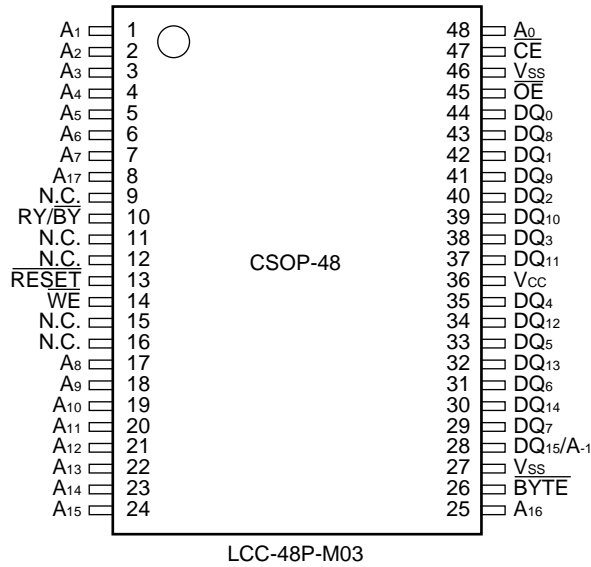 A1 1 48 A0
A2 2 47 CE
A3 3 46 VSS
A4 4 45 OE
A5 5 44 DQ0
A6 6 43 DQ8
A7 7 42 DQ1
A17 8 41 DQ9
N.C. 9 40 DQ2
RY/BY 10 39 DQ10
N.C. 11 38 DQ3
N.C. 12 37 DQ11
CSOP-48
RESET 13 36 VCC
WE 14 35 DQ4
N.C. 15 34 DQ12
N.C. 16 33 DQ5
A8 17 32 DQ13
A9 18 31 DQ6
A10 19 30 DQ14
A11 20 29 DQ7
A12 21 28 DQ15/A-1
A13 22 27 VSS
A14 23 26 BYTE
A15 24 25 A16
LCC-48P-M03